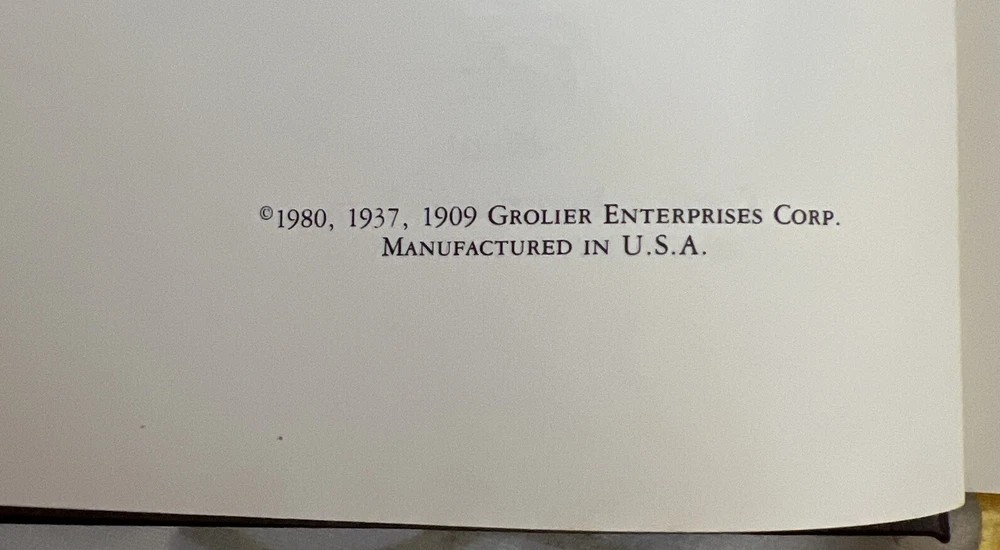 ©1980, 1937, 1909 Grolier Enterprises Corp.
Manufactured in U.S.A.